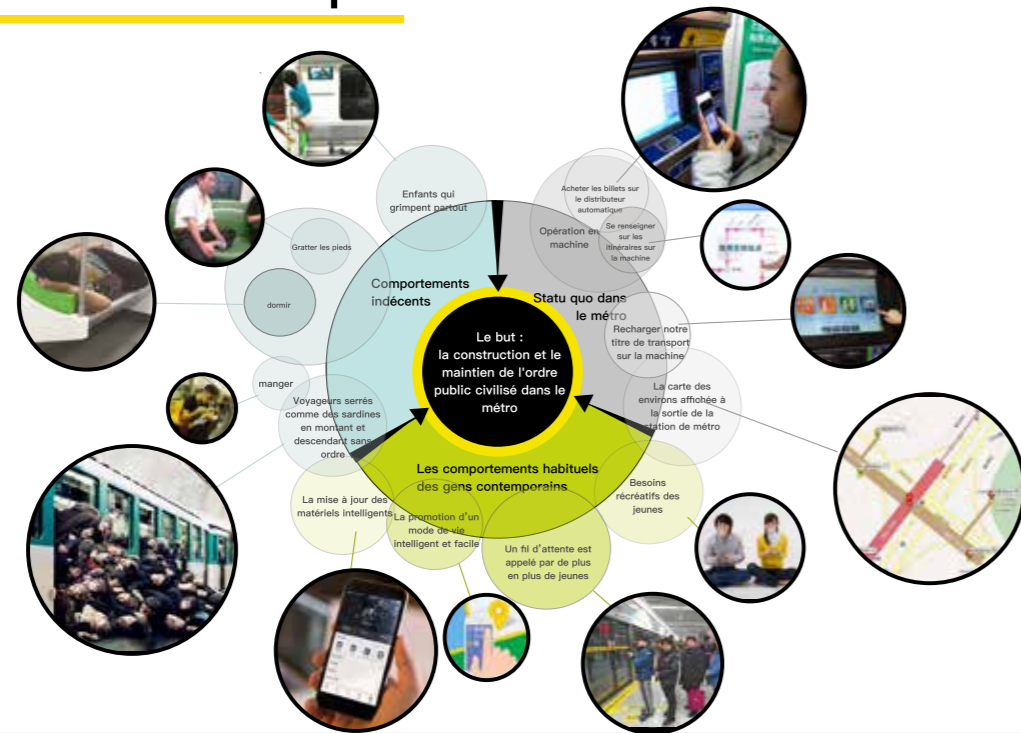 Enfants qui
grimpent partout
Gratter les pieds
dormir
Comportements
indécents
manger
Voyageurs serrés
comme des sardines
en montant et
descendant sans
ordre
Acheter les billets sur
le distributeur
automatique
Opération en
machine
Se renseigner
sur les
itinéraires sur
la machine
Statu quo dans
le métro
Recharger notre
titre de transport
sur la machine
La carte des
environs affichée à
la sortie de la
station de métro
Le but :
la construction et le
maintien de l'ordre
public civilisé dans le
métro
Les comportements habituels
des gens contemporains
La mise à jour des
matériels intelligents
La promotion d'un
mode de vie
intelligent et facile
Un fil d'attente est
appelé par de plus
en plus de jeunes
Besoins
récréatifs des
jeunes